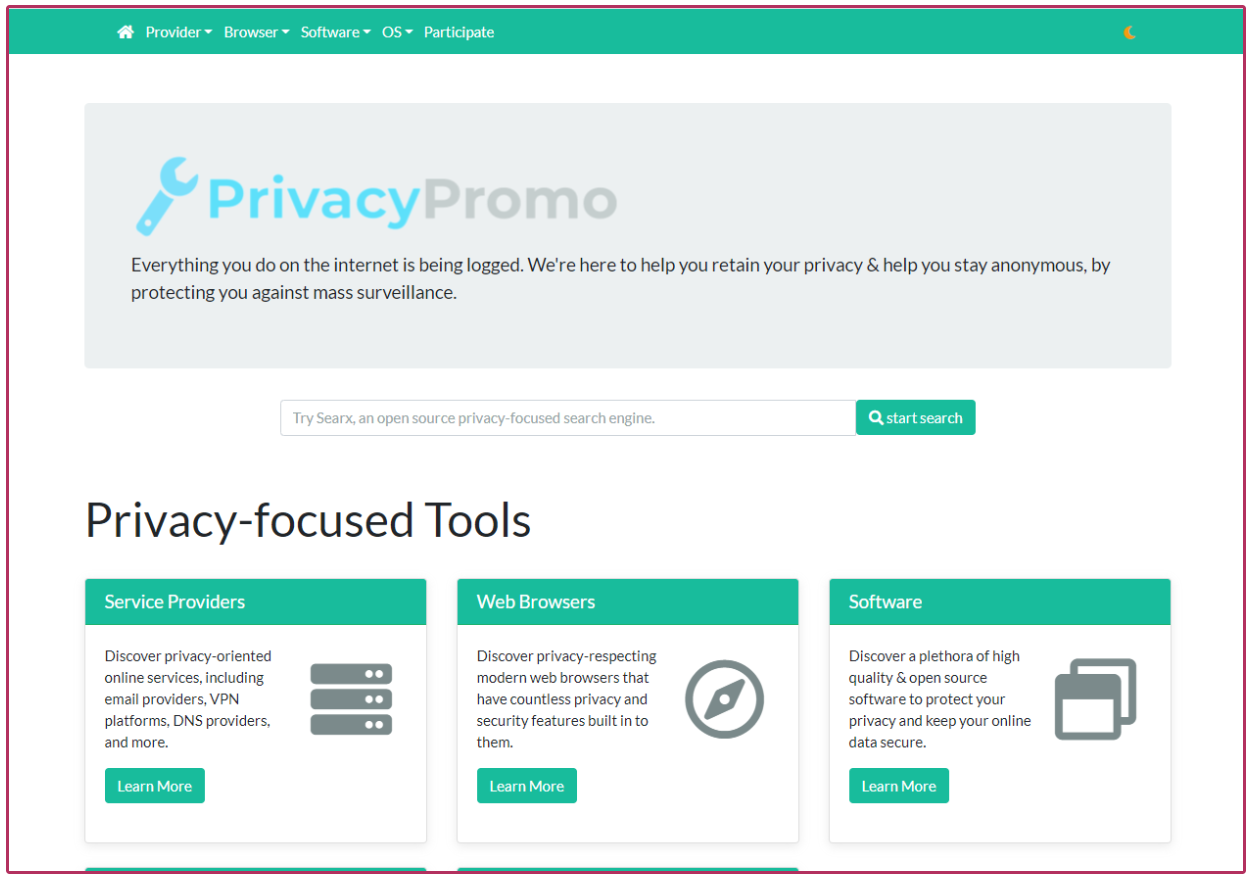 Provider Browser Software OS Participate
PrivacyPromo
Everything you do on the internet is being logged. We're here to help you retain your privacy & help you stay anonymous, by
protecting you against mass surveillance.
Try Searx, an open source privacy-focused search engine.
start search
Privacy-focused Tools
Service Providers
Discover privacy-oriented
online services, including
email providers, VPN
platforms, DNS providers,
and more.
Learn More
Web Browsers
Discover privacy-respecting
modern web browsers that
have countless privacy and
security features built in to
them.
Learn More
Software
Discover a plethora of high
quality & open source
software to protect your
privacy and keep your online
data secure.
Learn More